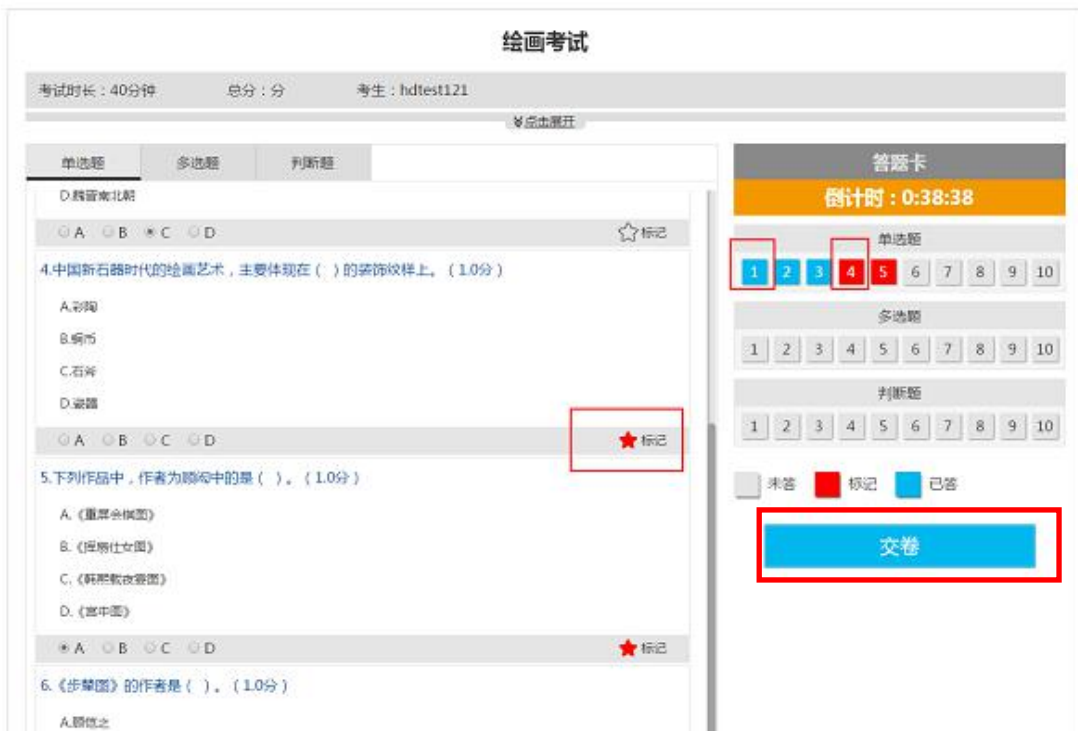 绘画考试
考试时长：40分钟 总分：分 考生：hdtest121
点击展开
单选题 多选题 判断题
D.魏晋南北朝
A B C D 标记
4.中国新石器时代的绘画艺术，主要体现在（ ）的装饰纹样上。（1.0分）
A.彩陶
B.铜币
C.石斧
D.瓷器
A B C D 标记
5.下列作品中，作者为顾闳中的是（ ）。（1.0分）
A.《重屏会棋图》
B.《挥扇仕女图》
C.《韩熙载夜宴图》
D.《宫中图》
A B C D 标记
6.《步辇图》的作者是（ ）。（1.0分）
A.顾恺之
答题卡
倒计时：0:38:38
单选题
1 2 3 4 5 6 7 8 9 10
多选题
1 2 3 4 5 6 7 8 9 10
判断题
1 2 3 4 5 6 7 8 9 10
未答 标记 已答
交卷